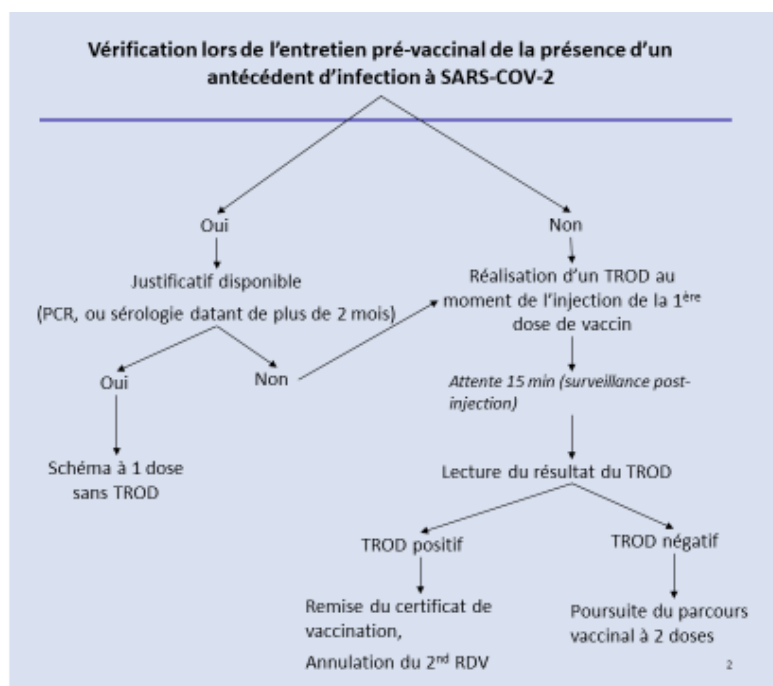 Vérification lors de l'entretien pré-vaccinal de la présence d'un
antécédent d'infection à SARS-COV-2
Oui
Non
Justificatif disponible
(PCR, ou sérologie datant de plus de 2 mois)
Réalisation d'un TROD au
moment de l'injection de la 1ère
dose de vaccin
Oui
Non
Attente 15 min (surveillance post-
injection)
Schéma à 1 dose
sans TROD
Lecture du résultat du TROD
TROD positif
TROD négatif
Remise du certificat de
vaccination,
Annulation du 2nd RDV
Poursuite du parcours
vaccinal à 2 doses
2